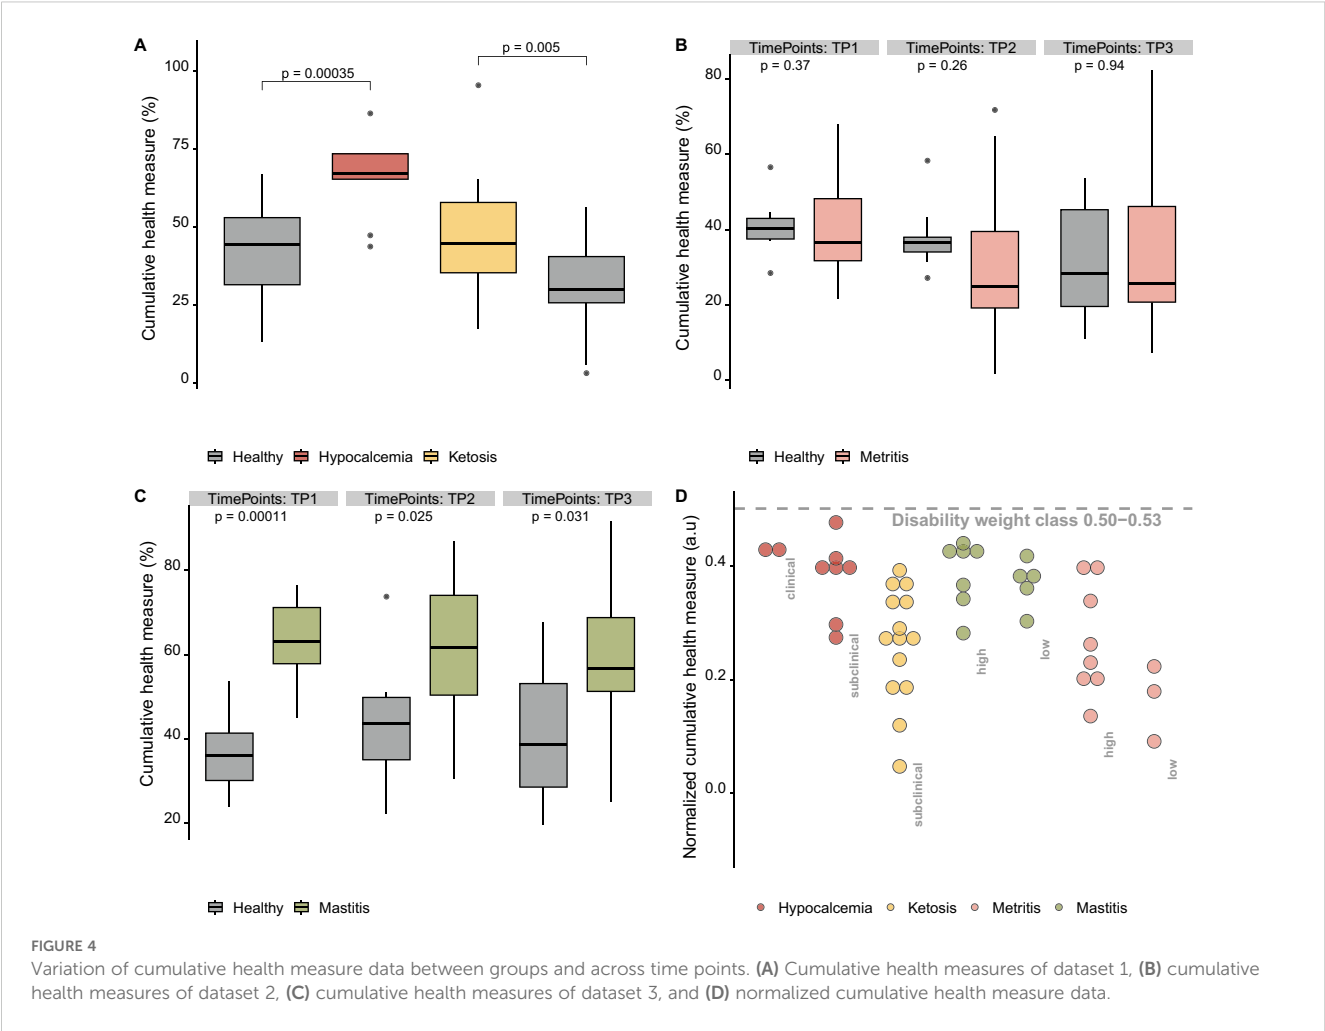 A
p = 0.00035
p = 0.005
Cumulative health measure (%)
100
75
50
25
0
Healthy Hypocalcemia Ketosis
B
TimePoints: TP1 TimePoints: TP2 TimePoints: TP3
p = 0.37 p = 0.26 p = 0.94
Cumulative health measure (%)
80
60
40
20
0
Healthy Metritis
C
TimePoints: TP1 TimePoints: TP2 TimePoints: TP3
p = 0.00011 p = 0.025 p = 0.031
Cumulative health measure (%)
80
60
40
20
Healthy Mastitis
D
Disability weight class 0.50−0.53
Normalized cumulative health measure (a.u)
0.4
0.2
0.0
clinical
subclinical
subclinical
high
low
high
low
Hypocalcemia Ketosis Metritis Mastitis
FIGURE 4
Variation of cumulative health measure data between groups and across time points. (A) Cumulative health measures of dataset 1, (B) cumulative
health measures of dataset 2, (C) cumulative health measures of dataset 3, and (D) normalized cumulative health measure data.